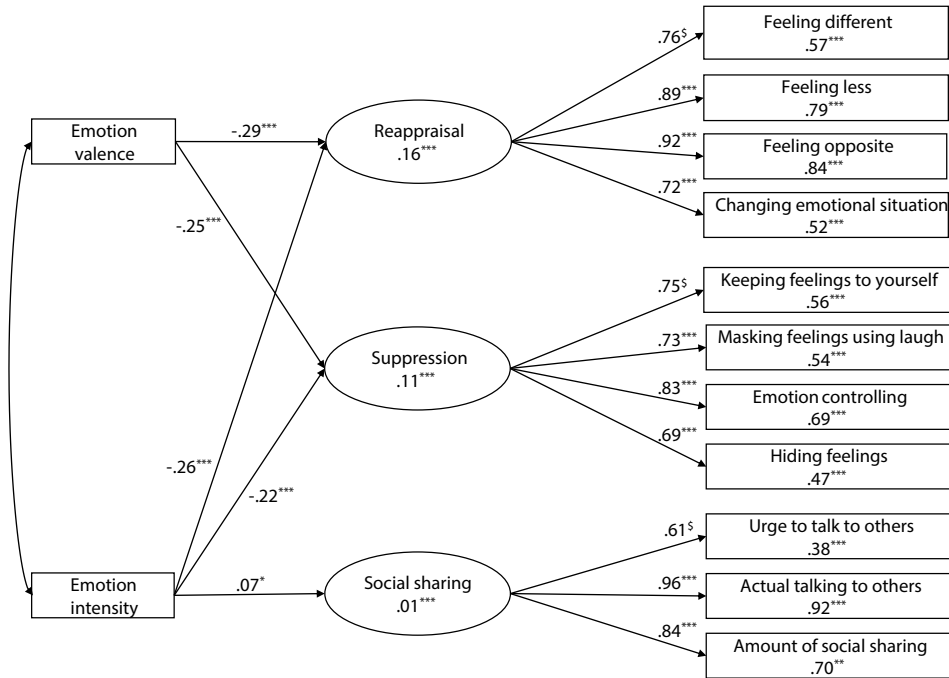 Emotion
valence
Emotion
intensity
-.29***
-.25***
-.26***
-.22***
.07*
Reappraisal
.16***
Suppression
.11***
Social sharing
.01***
.76$
.89***
.92***
.72***
.75$
.73***
.83***
.69***
.61$
.96***
.84***
Feeling different
.57***
Feeling less
.79***
Feeling opposite
.84***
Changing emotional situation
.52***
Keeping feelings to yourself
.56***
Masking feelings using laugh
.54***
Emotion controlling
.69***
Hiding feelings
.47***
Urge to talk to others
.38***
Actual talking to others
.92***
Amount of social sharing
.70**